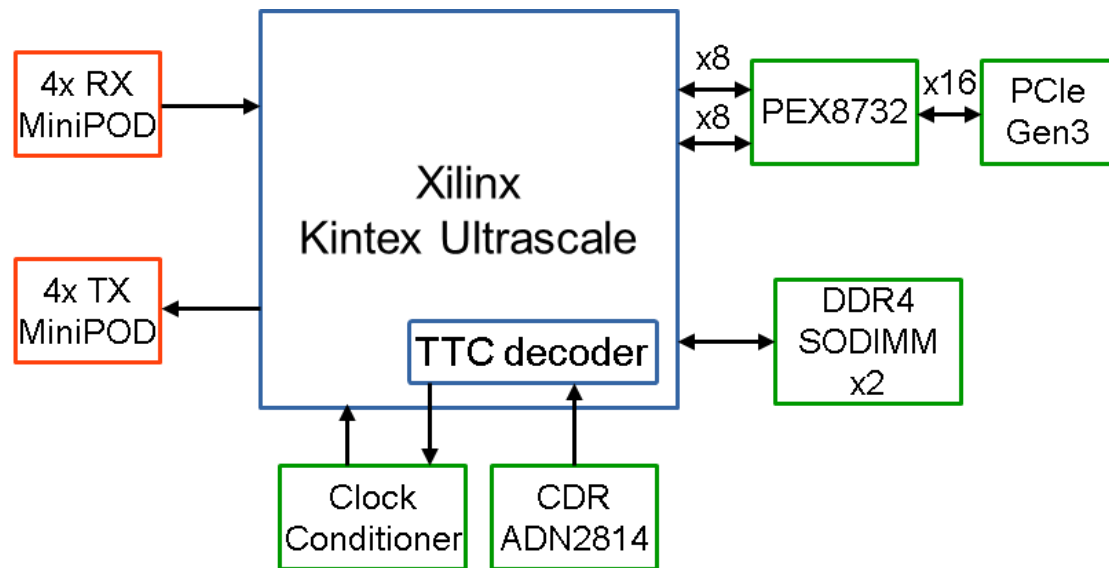 4x RX
MiniPOD
4x TX
MiniPOD
Xilinx
Kintex Ultrascale
TTC decoder
Clock
Conditioner
CDR
ADN2814
x8
x8
PEX8732
x16
PCIe
Gen3
DDR4
SODIMM
x2